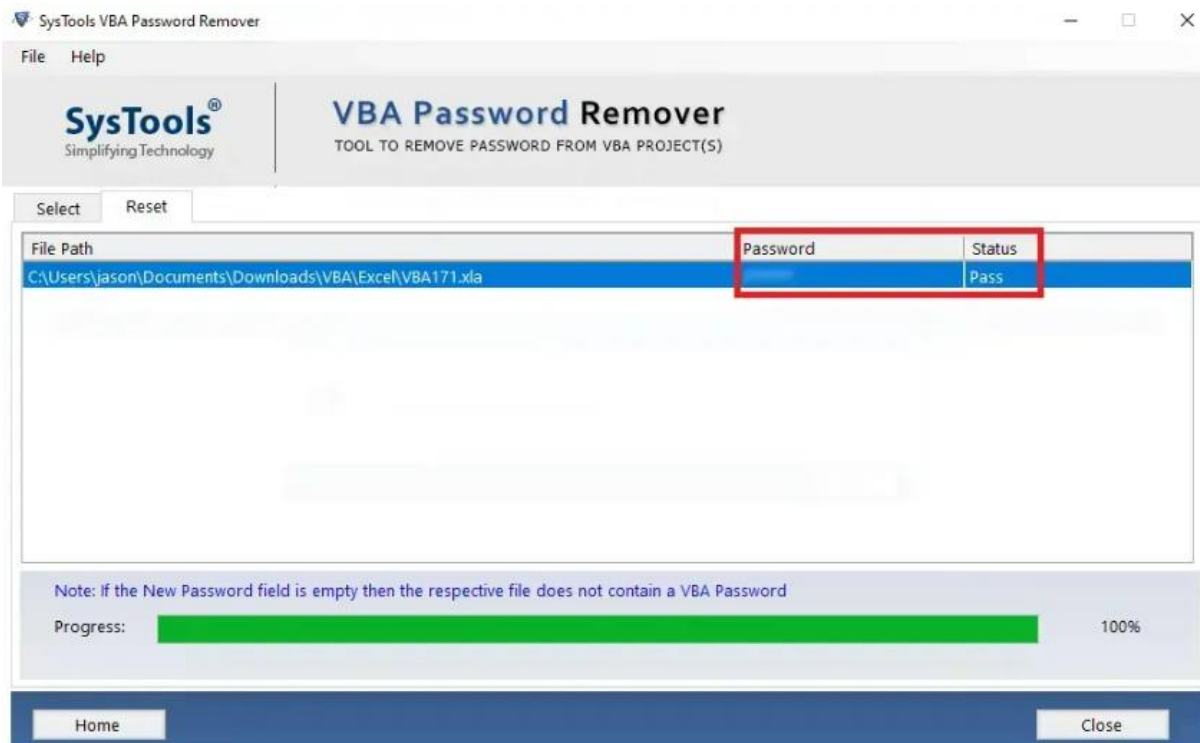 SysTools VBA Password Remover
File Help
SysTools®
Simplifying Technology
VBA Password Remover
TOOL TO REMOVE PASSWORD FROM VBA PROJECT(S)
Select Reset
File Path Password Status
C:\Users\jason\Documents\Downloads\VBA\Excel\VBA171.xla Pass
Note: If the New Password field is empty then the respective file does not contain a VBA Password
Progress: 100%
Home Close